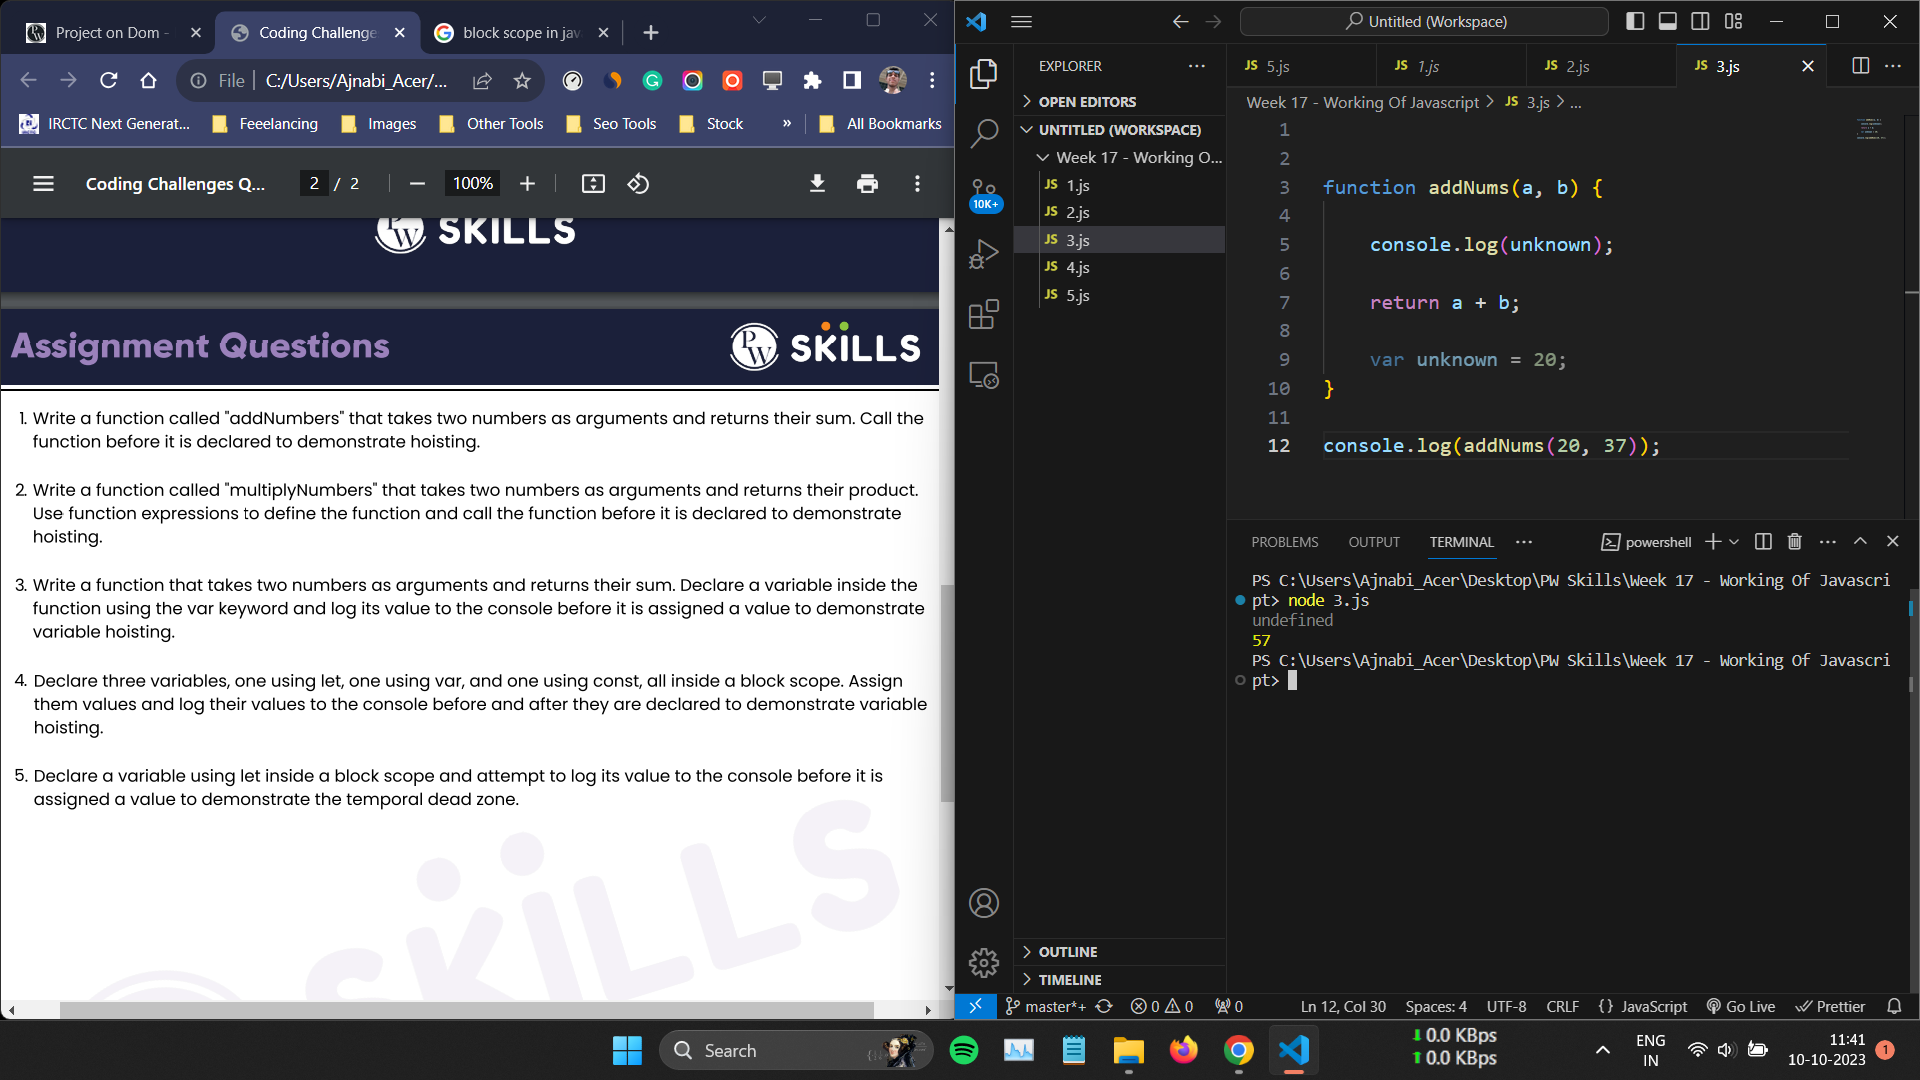 Project on Dom -
Coding Challenge
block scope in jav
File
C:/Users/Ajnabi_Acer/...
IRCTC Next Generat...
Feeelancing
Images
Other Tools
Seo Tools
Stock
»
All Bookmarks
Coding Challenges Q...
2 / 2
100%
PW SKILLS
Assignment Questions
PW SKILLS
1. Write a function called "addNumbers" that takes two numbers as arguments and returns their sum. Call the
function before it is declared to demonstrate hoisting.
2. Write a function called "multiplyNumbers" that takes two numbers as arguments and returns their product.
Use function expressions to define the function and call the function before it is declared to demonstrate
hoisting.
3. Write a function that takes two numbers as arguments and returns their sum. Declare a variable inside the
function using the var keyword and log its value to the console before it is assigned a value to demonstrate
variable hoisting.
4. Declare three variables, one using let, one using var, and one using const, all inside a block scope. Assign
them values and log their values to the console before and after they are declared to demonstrate variable
hoisting.
5. Declare a variable using let inside a block scope and attempt to log its value to the console before it is
assigned a value to demonstrate the temporal dead zone.
SKILLS
Untitled (Workspace)
10K+
EXPLORER
OPEN EDITORS
UNTITLED (WORKSPACE)
Week 17 - Working O...
JS 1.js
JS 2.js
JS 3.js
JS 4.js
JS 5.js
OUTLINE
TIMELINE
JS 5.js
JS 1.js
JS 2.js
JS 3.js
Week 17 - Working Of Javascript > JS 3.js > ...
1
2
3 function addNums(a, b) {
4
5 console.log(unknown);
6
7 return a + b;
8
9 var unknown = 20;
10 }
11
12 console.log(addNums(20, 37));
PROBLEMS
OUTPUT
TERMINAL
powershell
PS C:\Users\Ajnabi_Acer\Desktop\PW Skills\Week 17 - Working Of Javascri
pt> node 3.js
undefined
57
PS C:\Users\Ajnabi_Acer\Desktop\PW Skills\Week 17 - Working Of Javascri
pt>
master*+
0
0
0
Ln 12, Col 30
Spaces: 4
UTF-8
CRLF
{} JavaScript
Go Live
Prettier
Search
0.0 KBps
0.0 KBps
ENG
IN
11:41
10-10-2023
1